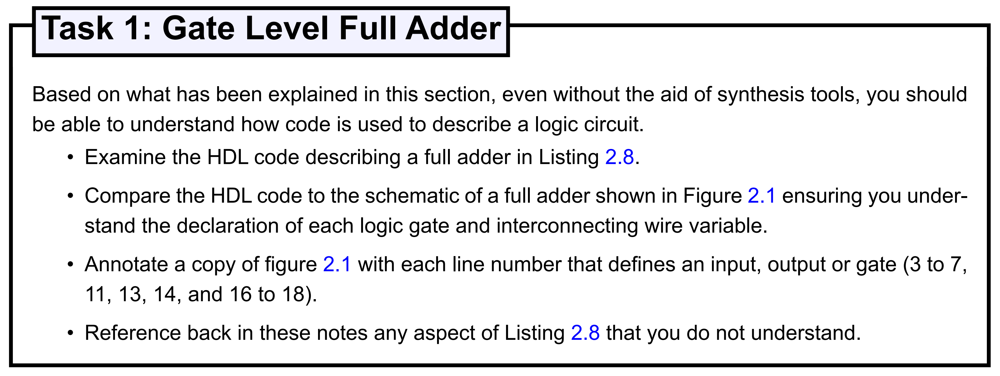 Task 1: Gate Level Full Adder
Based on what has been explained in this section, even without the aid of synthesis tools, you should
be able to understand how code is used to describe a logic circuit.
• Examine the HDL code describing a full adder in Listing 2.8.
• Compare the HDL code to the schematic of a full adder shown in Figure 2.1 ensuring you under-
stand the declaration of each logic gate and interconnecting wire variable.
• Annotate a copy of figure 2.1 with each line number that defines an input, output or gate (3 to 7,
11, 13, 14, and 16 to 18).
• Reference back in these notes any aspect of Listing 2.8 that you do not understand.